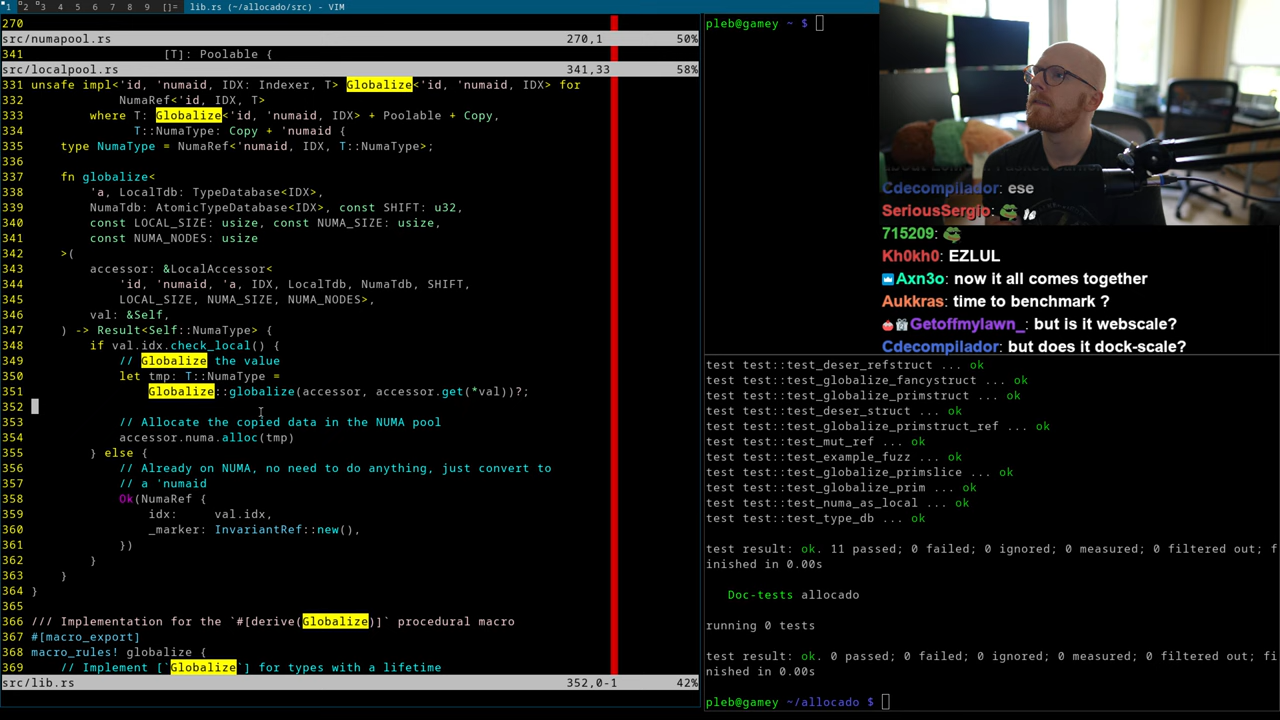 1 2 3 4 5 6 7 8 9 []= lib.rs (~/allocado/src) - VIM
270
src/numapool.rs 270,1 50%
341 [T]: Poolable {
src/localpool.rs 341,33 58%
331 unsafe impl<'id, 'numaid, IDX: Indexer, T> Globalize<'id, 'numaid, IDX> for
332 NumaRef<'id, IDX, T>
333 where T: Globalize<'id, 'numaid, IDX> + Poolable + Copy,
334 T::NumaType: Copy + 'numaid {
335 type NumaType = NumaRef<'numaid, IDX, T::NumaType>;
336
337 fn globalize<
338 'a, LocalTdb: TypeDatabase<IDX>,
339 NumaTdb: AtomicTypeDatabase<IDX>, const SHIFT: u32,
340 const LOCAL_SIZE: usize, const NUMA_SIZE: usize,
341 const NUMA_NODES: usize
342 >(
343 accessor: &LocalAccessor<
344 'id, 'numaid, 'a, IDX, LocalTdb, NumaTdb, SHIFT,
345 LOCAL_SIZE, NUMA_SIZE, NUMA_NODES>,
346 val: &Self,
347 ) -> Result<Self::NumaType> {
348 if val.idx.check_local() {
349 // Globalize the value
350 let tmp: T::NumaType =
351 Globalize::globalize(accessor, accessor.get(*val))?;
352
353 // Allocate the copied data in the NUMA pool
354 accessor.numa.alloc(tmp)
355 } else {
356 // Already on NUMA, no need to do anything, just convert to
357 // a 'numaid
358 Ok(NumaRef {
359 idx: val.idx,
360 _marker: InvariantRef::new(),
361 })
362 }
363 }
364 }
365
366 /// Implementation for the `#[derive(Globalize)]` procedural macro
367 #[macro_export]
368 macro_rules! globalize {
369 // Implement [`Globalize`] for types with a lifetime
src/lib.rs 352,0-1 42%
pleb@gamey ~ $
Cdecompilador: ese
SeriousSergio:
715209:
Kh0kh0: EZLUL
Axn3o: now it all comes together
Aukkras: time to benchmark ?
Getoffmylawn_: but is it webscale?
Cdecompilador: but does it dock-scale?
test test::test_deser_refstruct ... ok
test test::test_globalize_fancystruct ... ok
test test::test_globalize_primstruct ... ok
test test::test_deser_struct ... ok
test test::test_globalize_primstruct_ref ... ok
test test::test_mut_ref ... ok
test test::test_example_fuzz ... ok
test test::test_globalize_primslice ... ok
test test::test_globalize_prim ... ok
test test::test_numa_as_local ... ok
test test::test_type_db ... ok
test result: ok. 11 passed; 0 failed; 0 ignored; 0 measured; 0 filtered out; f
inished in 0.00s
Doc-tests allocado
running 0 tests
test result: ok. 0 passed; 0 failed; 0 ignored; 0 measured; 0 filtered out; fi
nished in 0.00s
pleb@gamey ~/allocado $